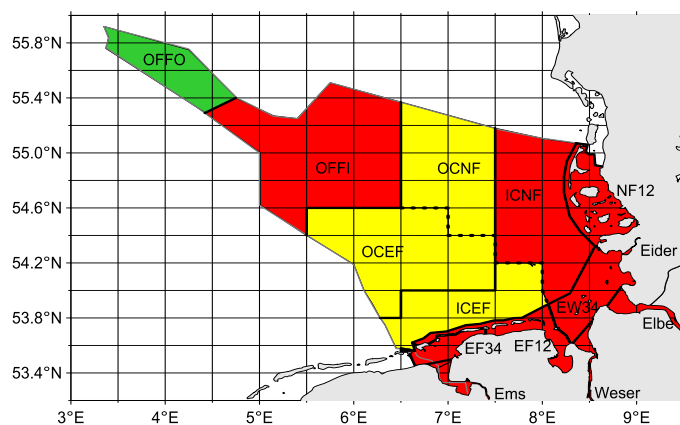 55.8°N
OFFO
55.4°N
55.0°N
OFFI
OCNF
ICNF
NF12
54.6°N
OCEF
Eider
54.2°N
ICEF
EW34
53.8°N
Elbe
EF34
EF12
53.4°N
Ems
Weser
3°E
4°E
5°E
6°E
7°E
8°E
9°E